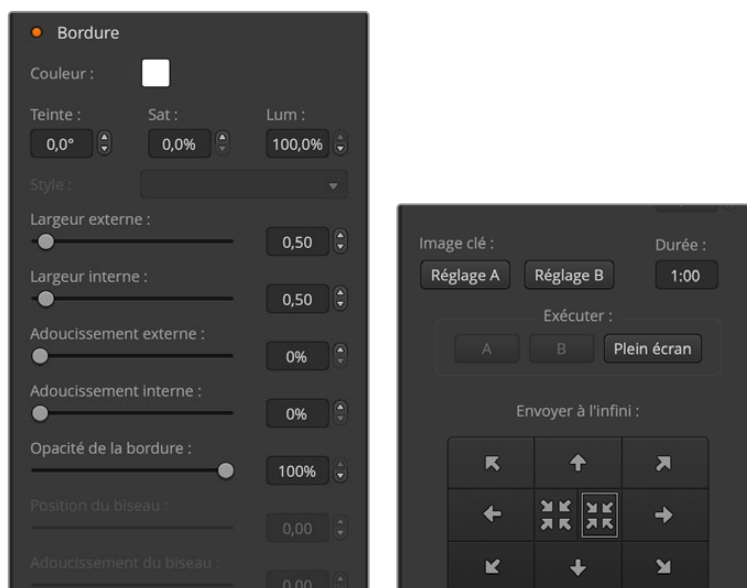 Bordure
Couleur :
Teinte : Sat : Lum :
0,0° 0,0% 100,0%
Style :
Largeur externe :
0,50
Largeur interne :
0,50
Adoucissement externe :
0%
Adoucissement interne :
0%
Opacité de la bordure :
100%
Position du biseau :
0,00
Adoucissement du biseau :
0,00
Image clé : Durée :
Réglage A Réglage B 1:00
Exécuter :
A B Plein écran
Envoyer à l'infini :